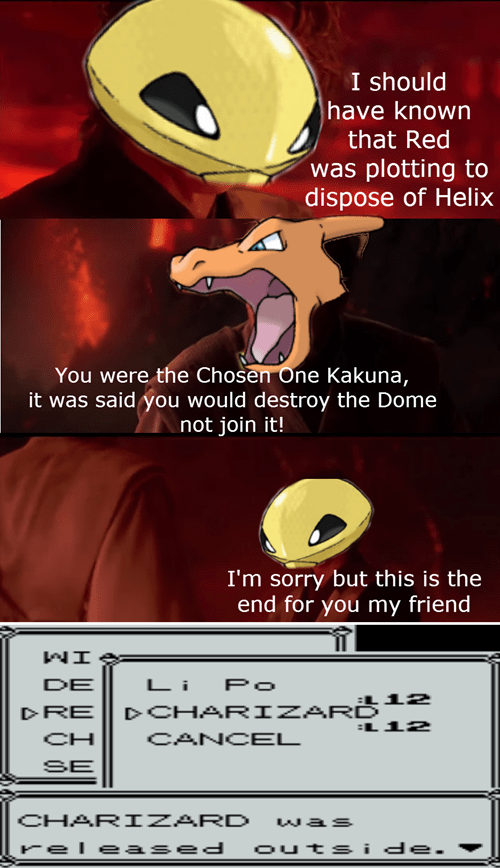 I should
have known
that Red
was plotting to
dispose of Helix
You were the Chosen One Kakuna,
it was said you would destroy the Dome
not join it!
I'm sorry but this is the
end for you my friend
WI
DE Li Po
:L12
▷RE ▷CHARIZARD
:L12
CH CANCEL
SE
CHARIZARD was
released outside.▼